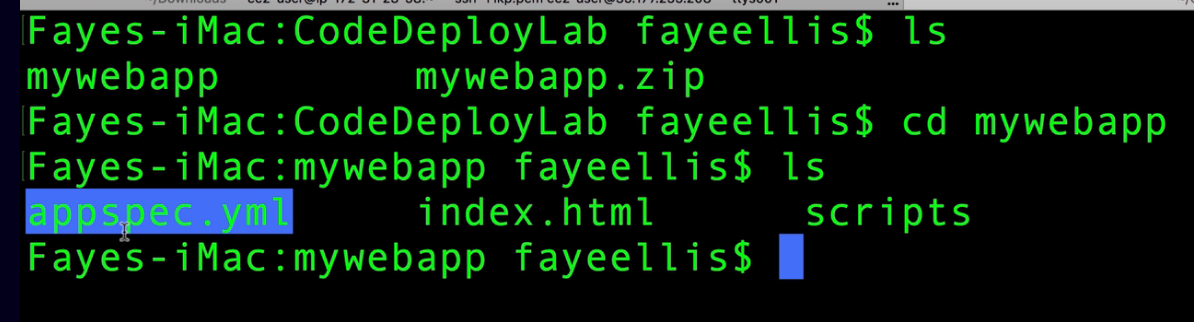 Fayes-iMac:CodeDeployLab fayeellis$ ls
mywebapp mywebapp.zip
Fayes-iMac:CodeDeployLab fayeellis$ cd mywebapp
Fayes-iMac:mywebapp fayeellis$ ls
appspec.yml index.html scripts
Fayes-iMac:mywebapp fayeellis$